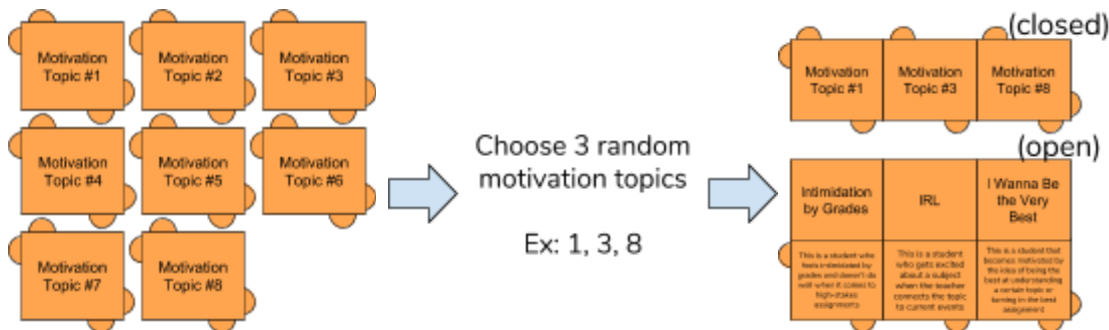 Motivation
Topic #1
Motivation
Topic #2
Motivation
Topic #3
Motivation
Topic #4
Motivation
Topic #5
Motivation
Topic #6
Motivation
Topic #7
Motivation
Topic #8
Choose 3 random
motivation topics
Ex: 1, 3, 8
(closed)
Motivation
Topic #1
Motivation
Topic #3
Motivation
Topic #8
(open)
Intimidation
by Grades
IRL
I Wanna Be
the Very
Best
This is a student who
feels intimidated by
grades and doesn't do
well when it comes to
high-stakes
assignments
This is a student
who gets excited
about a subject
when the teacher
connects the topic
to current events
This is a student that
becomes motivated by
the idea of being the
best at understanding
a certain topic or
turning in the best
assignment